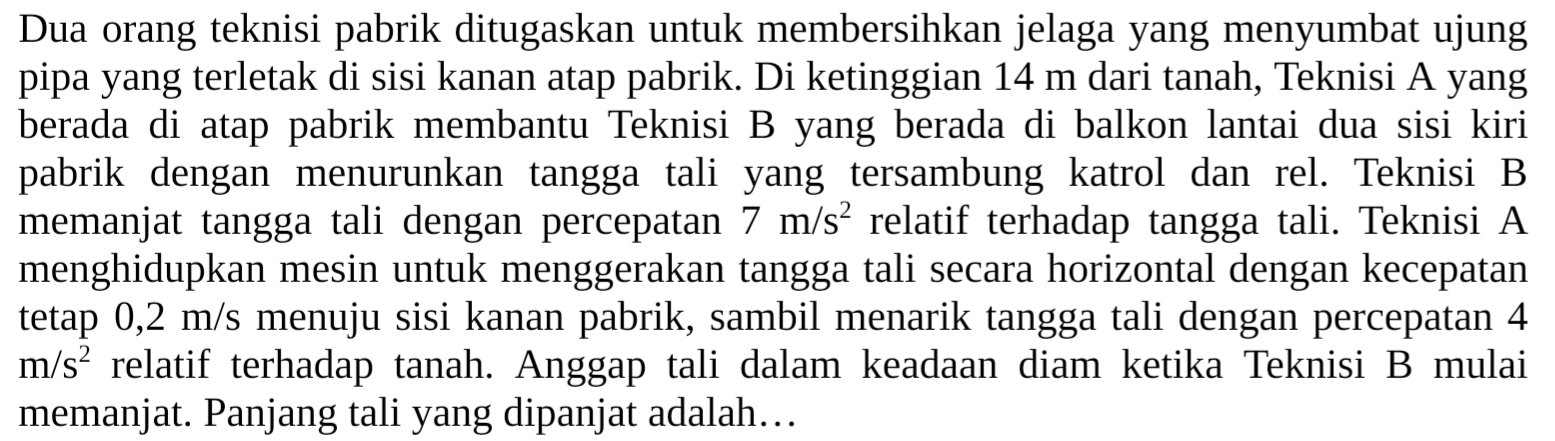 Dua orang teknisi pabrik ditugaskan untuk membersihkan jelaga yang menyumbat ujung
pipa yang terletak di sisi kanan atap pabrik. Di ketinggian 14 m dari tanah, Teknisi A yang
berada di atap pabrik membantu Teknisi B yang berada di balkon lantai dua sisi kiri
pabrik dengan menurunkan tangga tali yang tersambung katrol dan rel. Teknisi B
memanjat tangga tali dengan percepatan 7 m/s² relatif terhadap tangga tali. Teknisi A
menghidupkan mesin untuk menggerakan tangga tali secara horizontal dengan kecepatan
tetap 0,2 m/s menuju sisi kanan pabrik, sambil menarik tangga tali dengan percepatan 4
m/s² relatif terhadap tanah. Anggap tali dalam keadaan diam ketika Teknisi B mulai
memanjat. Panjang tali yang dipanjat adalah…